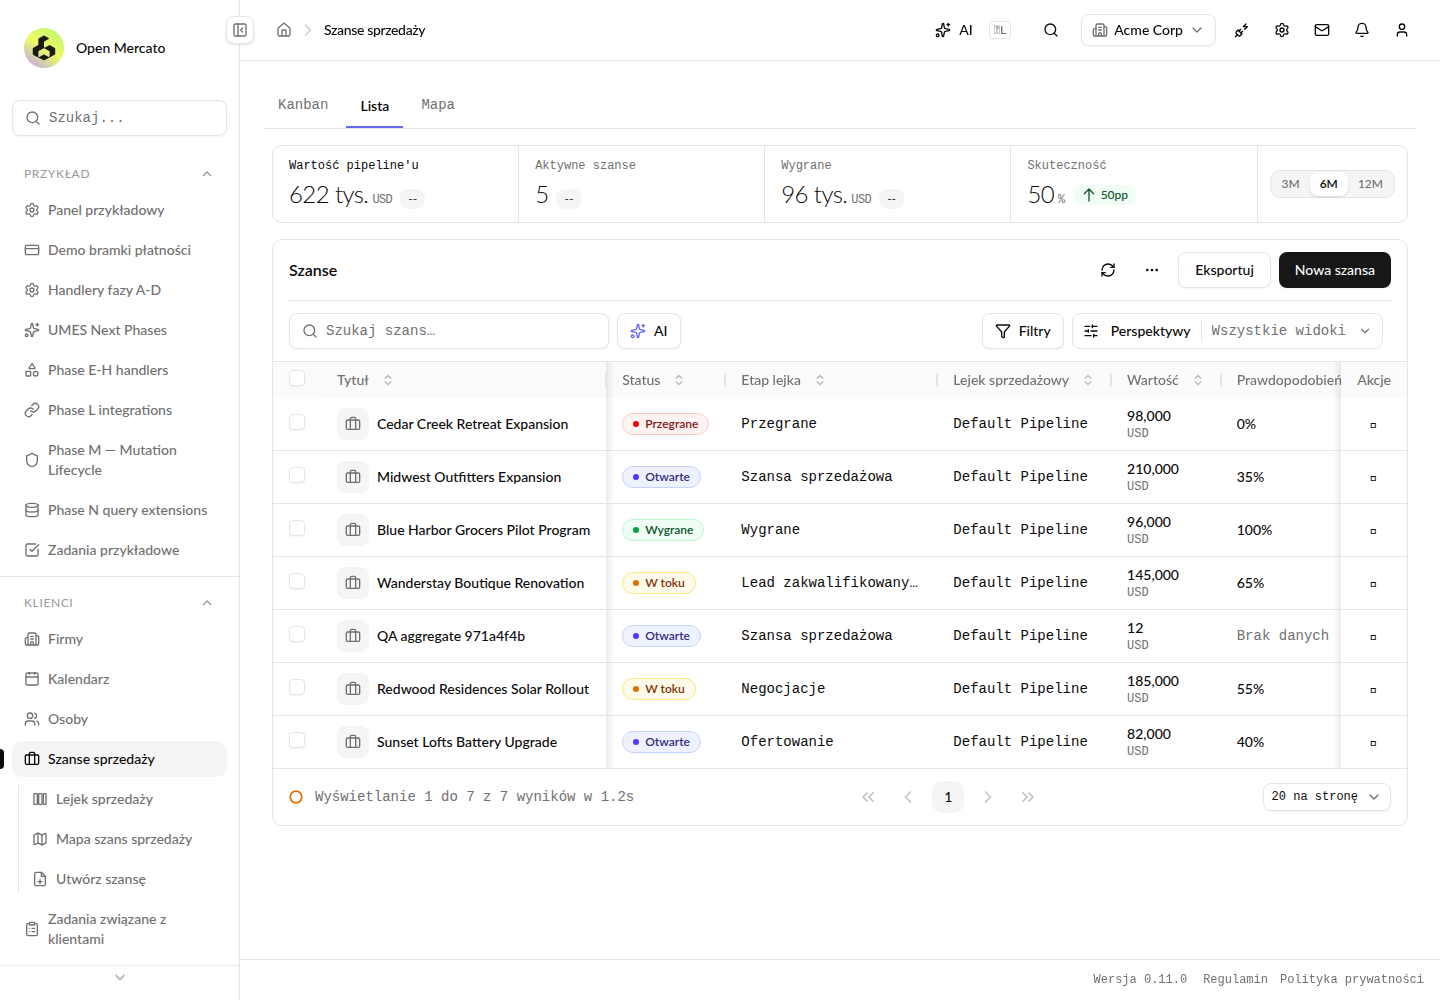 Open Mercato
Szukaj...
PRZYKŁAD
Panel przykładowy
Demo bramki płatności
Handlery fazy A-D
UMES Next Phases
Phase E-H handlers
Phase L integrations
Phase M — Mutation
Lifecycle
Phase N query extensions
Zadania przykładowe
KLIENCI
Firmy
Kalendarz
Osoby
Szanse sprzedaży
Lejek sprzedaży
Mapa szans sprzedaży
Utwórz szansę
Zadania związane z
klientami
Szanse sprzedaży
AI
L
Acme Corp
Kanban Lista Mapa
Wartość pipeline'u
622 tys. USD --
Aktywne szanse
5 --
Wygrane
96 tys. USD --
Skuteczność
50 % 50pp
3M 6M 12M
Szanse
Eksportuj
Nowa szansa
Szukaj szans…
AI
Filtry
Perspektywy Wszystkie widoki
Tytuł Status Etap lejka Lejek sprzedażowy Wartość Prawdopodobień Akcje
Cedar Creek Retreat Expansion Przegrane Przegrane Default Pipeline 98,000 USD 0%
Midwest Outfitters Expansion Otwarte Szansa sprzedażowa Default Pipeline 210,000 USD 35%
Blue Harbor Grocers Pilot Program Wygrane Wygrane Default Pipeline 96,000 USD 100%
Wanderstay Boutique Renovation W toku Lead zakwalifikowany… Default Pipeline 145,000 USD 65%
QA aggregate 971a4f4b Otwarte Szansa sprzedażowa Default Pipeline 12 USD Brak danych
Redwood Residences Solar Rollout W toku Negocjacje Default Pipeline 185,000 USD 55%
Sunset Lofts Battery Upgrade Otwarte Ofertowanie Default Pipeline 82,000 USD 40%
Wyświetlanie 1 do 7 z 7 wyników w 1.2s
1
20 na stronę
Wersja 0.11.0 Regulamin Polityka prywatności